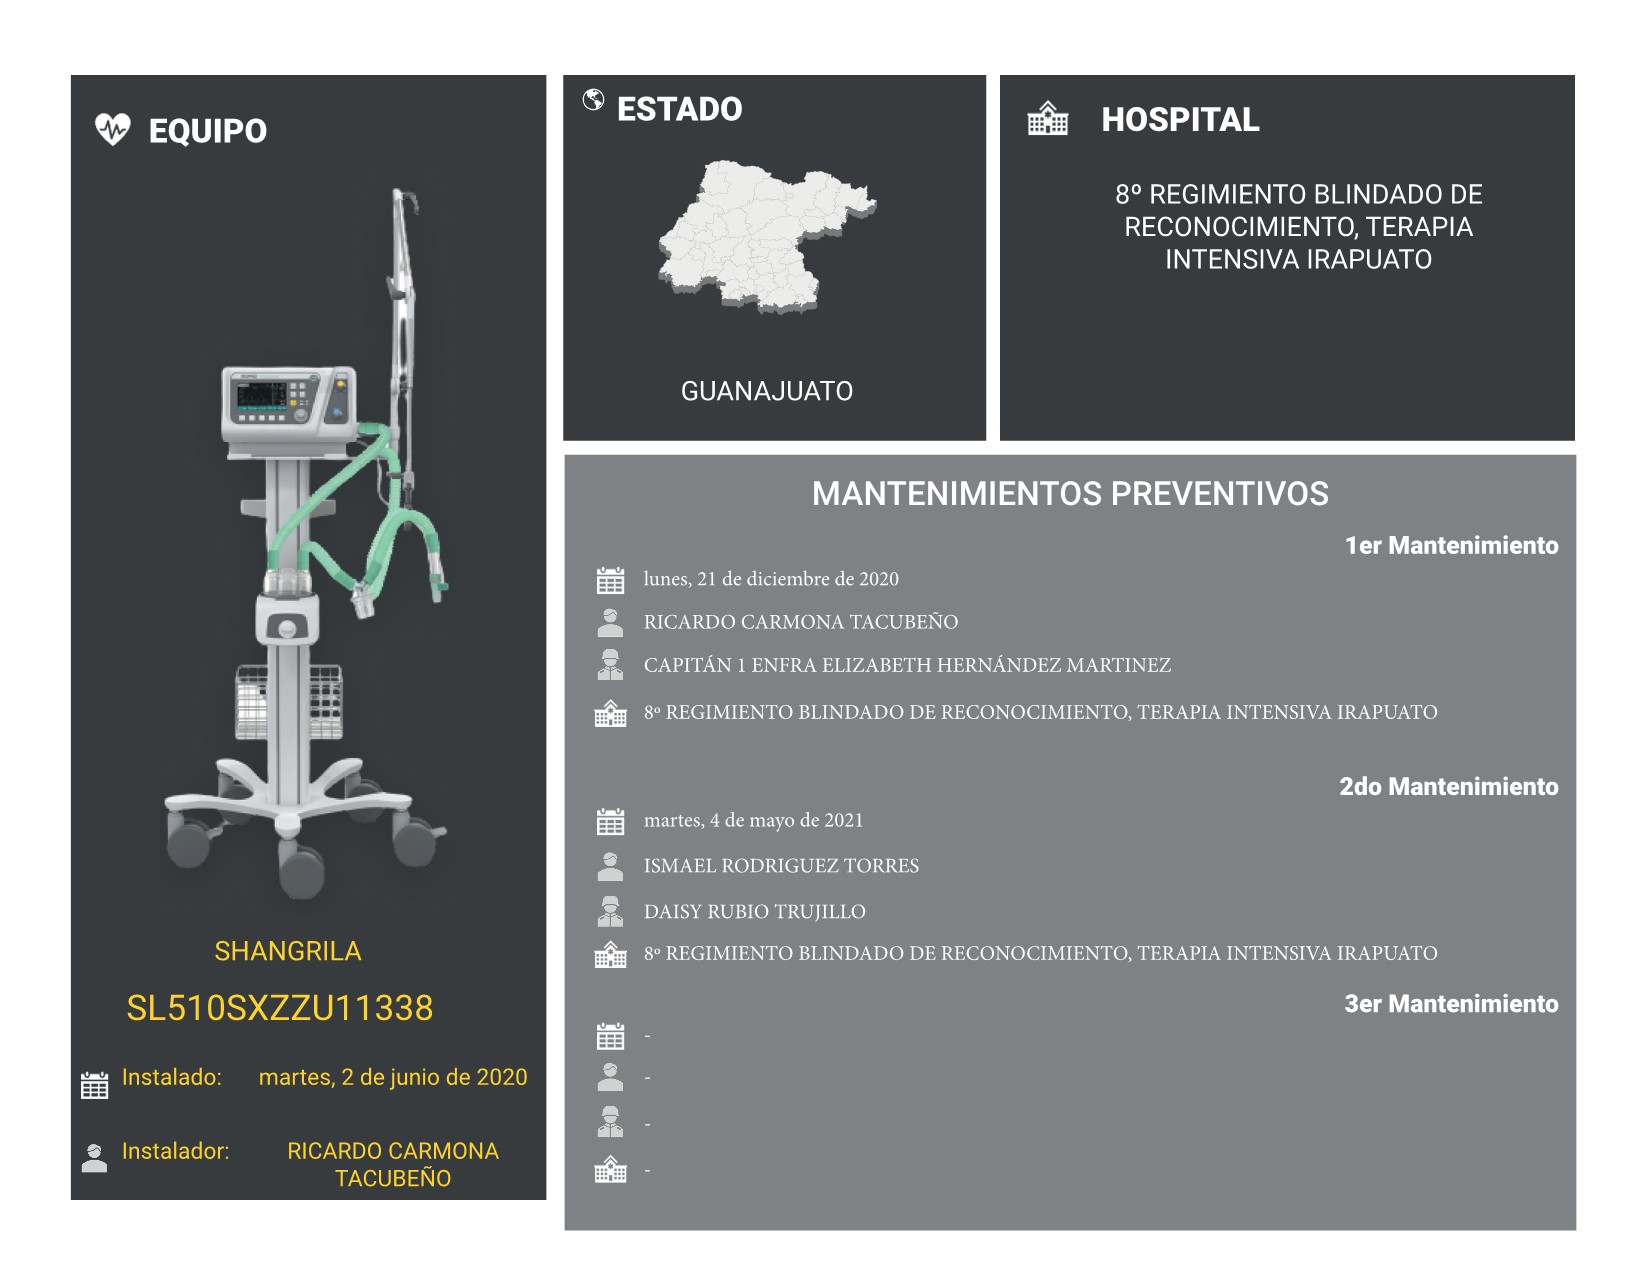 EQUIPO
SHANGRILA
SL510SXZZU11338
Instalado: martes, 2 de junio de 2020
Instalador: RICARDO CARMONA
TACUBEÑO
ESTADO
GUANAJUATO
HOSPITAL
8º REGIMIENTO BLINDADO DE
RECONOCIMIENTO, TERAPIA
INTENSIVA IRAPUATO
MANTENIMIENTOS PREVENTIVOS
1er Mantenimiento
lunes, 21 de diciembre de 2020
RICARDO CARMONA TACUBEÑO
CAPITÁN 1 ENFRA ELIZABETH HERNÁNDEZ MARTINEZ
8º REGIMIENTO BLINDADO DE RECONOCIMIENTO, TERAPIA INTENSIVA IRAPUATO
2do Mantenimiento
martes, 4 de mayo de 2021
ISMAEL RODRIGUEZ TORRES
DAISY RUBIO TRUJILLO
8º REGIMIENTO BLINDADO DE RECONOCIMIENTO, TERAPIA INTENSIVA IRAPUATO
3er Mantenimiento
-
-
-
-